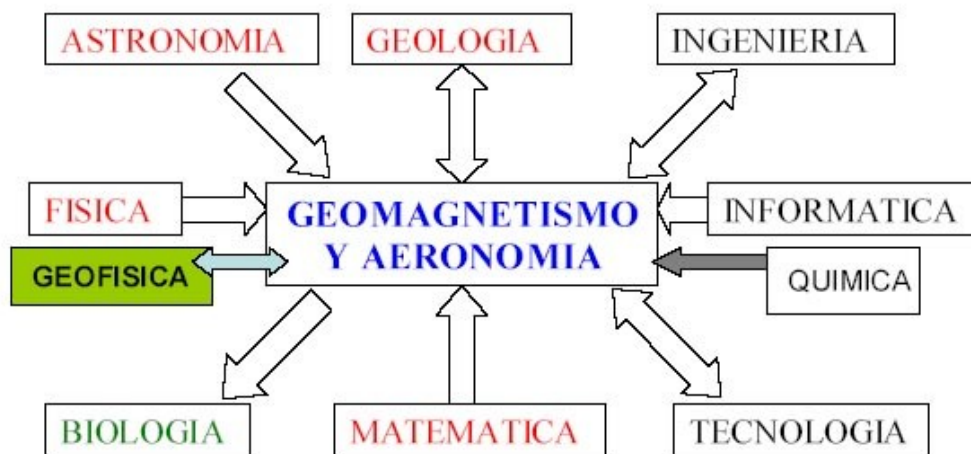 ASTRONOMIA
GEOLOGIA
INGENIERIA
FISICA
GEOMAGNETISMO
Y AERONOMIA
INFORMATICA
GEOFISICA
QUIMICA
BIOLOGIA
MATEMATICA
TECNOLOGIA